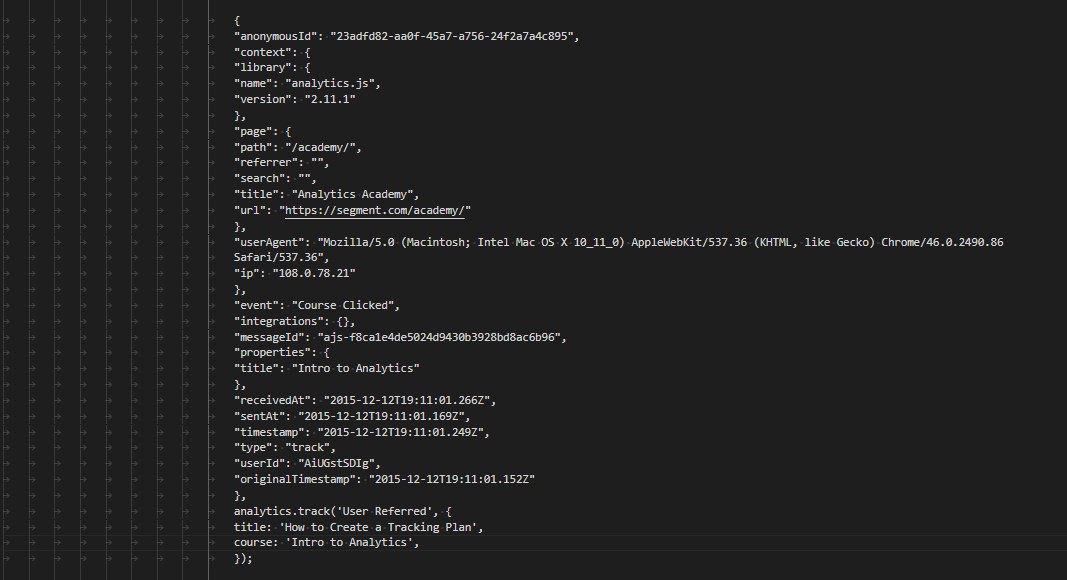 {
"anonymousId": "23adfd82-aa0f-45a7-a756-24f2a7a4c895",
"context": {
"library": {
"name": "analytics.js",
"version": "2.11.1"
},
"page": {
"path": "/academy/",
"referrer": "",
"search": "",
"title": "Analytics Academy",
"url": "https://segment.com/academy/"
},
"userAgent": "Mozilla/5.0 (Macintosh; Intel Mac OS X 10_11_0) AppleWebKit/537.36 (KHTML, like Gecko) Chrome/46.0.2490.86
Safari/537.36",
"ip": "108.0.78.21"
},
"event": "Course Clicked",
"integrations": {},
"messageId": "ajs-f8ca1e4de5024d9430b3928bd8ac6b96",
"properties": {
"title": "Intro to Analytics"
},
"receivedAt": "2015-12-12T19:11:01.266Z",
"sentAt": "2015-12-12T19:11:01.169Z",
"timestamp": "2015-12-12T19:11:01.249Z",
"type": "track",
"userId": "AiUGstSDIg",
"originalTimestamp": "2015-12-12T19:11:01.152Z"
},
analytics.track('User Referred', {
title: 'How to Create a Tracking Plan',
course: 'Intro to Analytics',
});